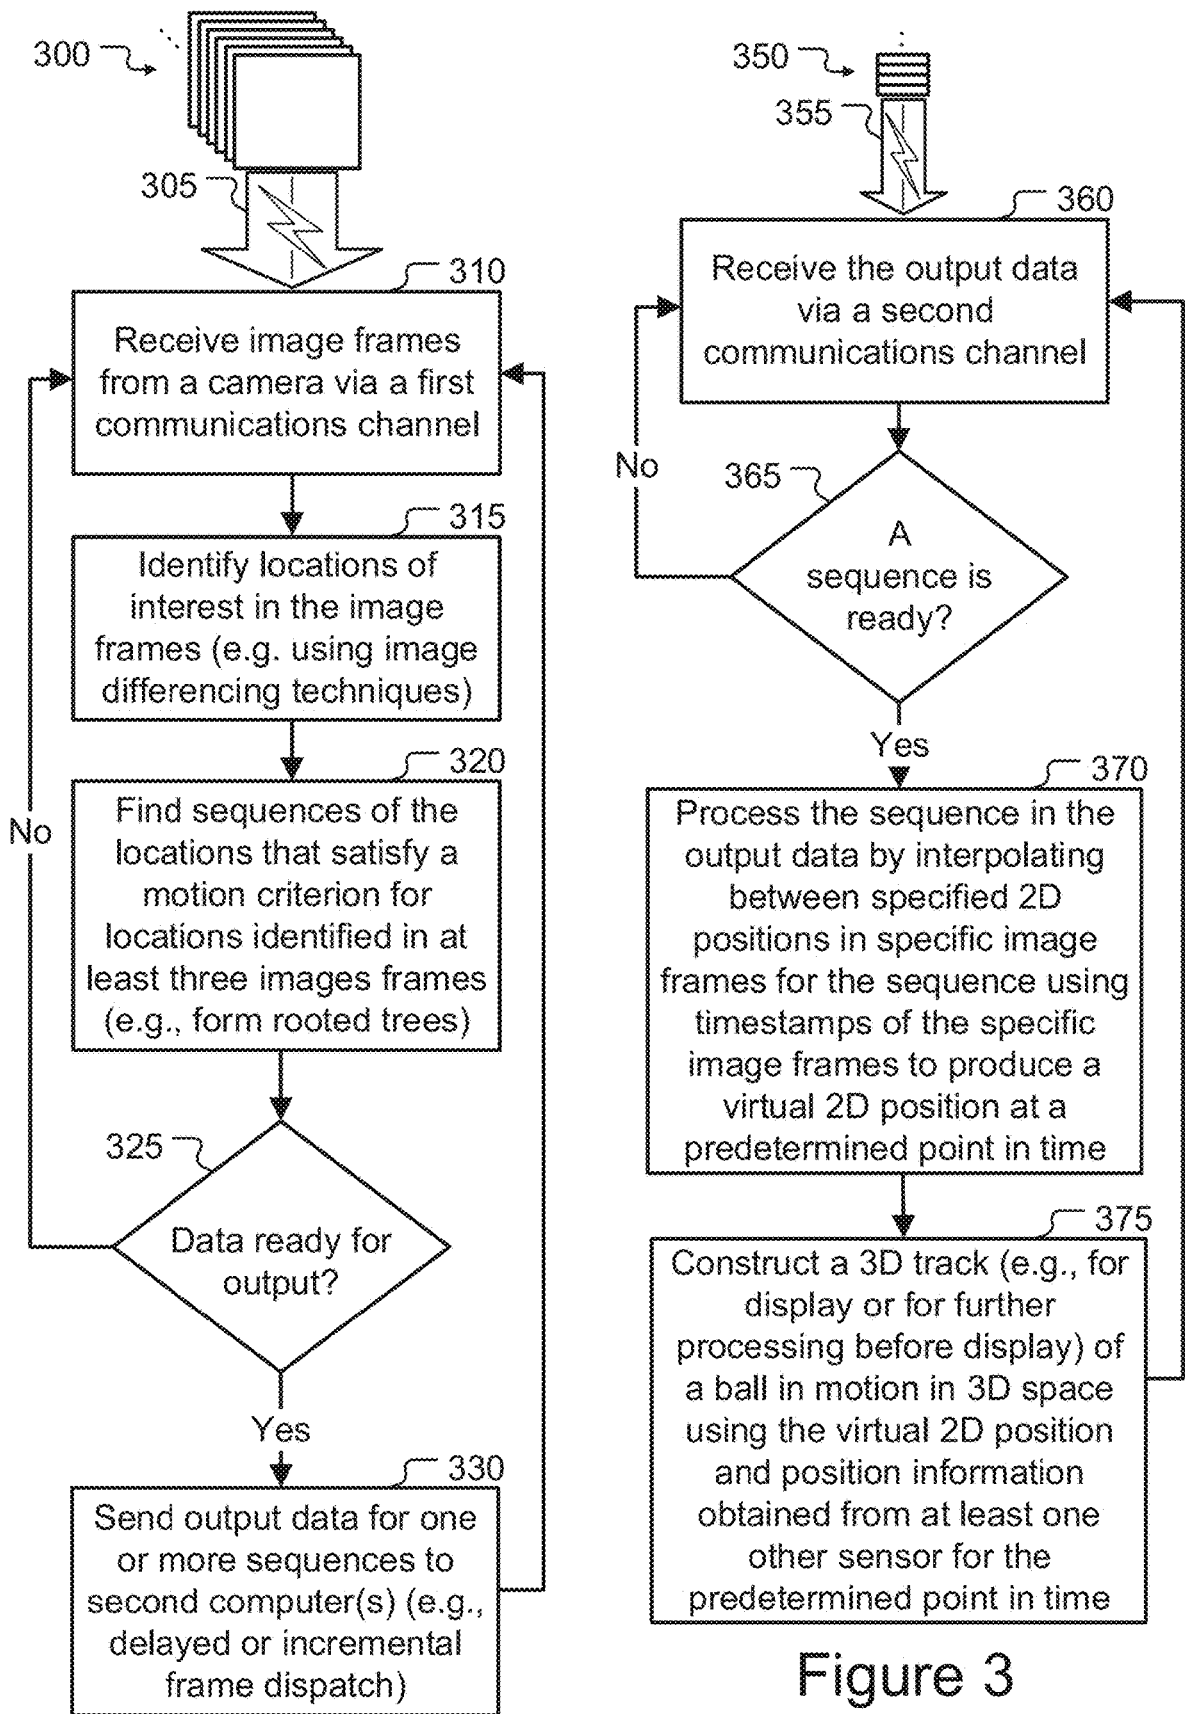 300
305
310
Receive image frames
from a camera via a first
communications channel
315
Identify locations of
interest in the image
frames (e.g. using image
differencing techniques)
320
Find sequences of the
locations that satisfy a
motion criterion for
locations identified in at
least three images frames
(e.g., form rooted trees)
No
325
Data ready for
output?
Yes
330
Send output data for one
or more sequences to
second computer(s) (e.g.,
delayed or incremental
frame dispatch)
350
355
360
Receive the output data
via a second
communications channel
No
365
A
sequence is
ready?
Yes
370
Process the sequence in the
output data by interpolating
between specified 2D
positions in specific image
frames for the sequence using
timestamps of the specific
image frames to produce a
virtual 2D position at a
predetermined point in time
375
Construct a 3D track (e.g., for
display or for further
processing before display) of
a ball in motion in 3D space
using the virtual 2D position
and position information
obtained from at least one
other sensor for the
predetermined point in time
Figure 3